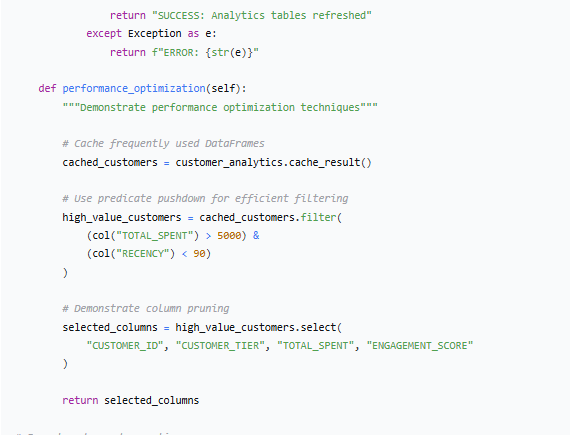 return "SUCCESS: Analytics tables refreshed"
except Exception as e:
return f"ERROR: {str(e)}"
def performance_optimization(self):
"""Demonstrate performance optimization techniques"""
# Cache frequently used DataFrames
cached_customers = customer_analytics.cache_result()
# Use predicate pushdown for efficient filtering
high_value_customers = cached_customers.filter(
(col("TOTAL_SPENT") > 5000) &
(col("RECENCY") < 90)
)
# Demonstrate column pruning
selected_columns = high_value_customers.select(
"CUSTOMER_ID", "CUSTOMER_TIER", "TOTAL_SPENT", "ENGAGEMENT_SCORE"
)
return selected_columns